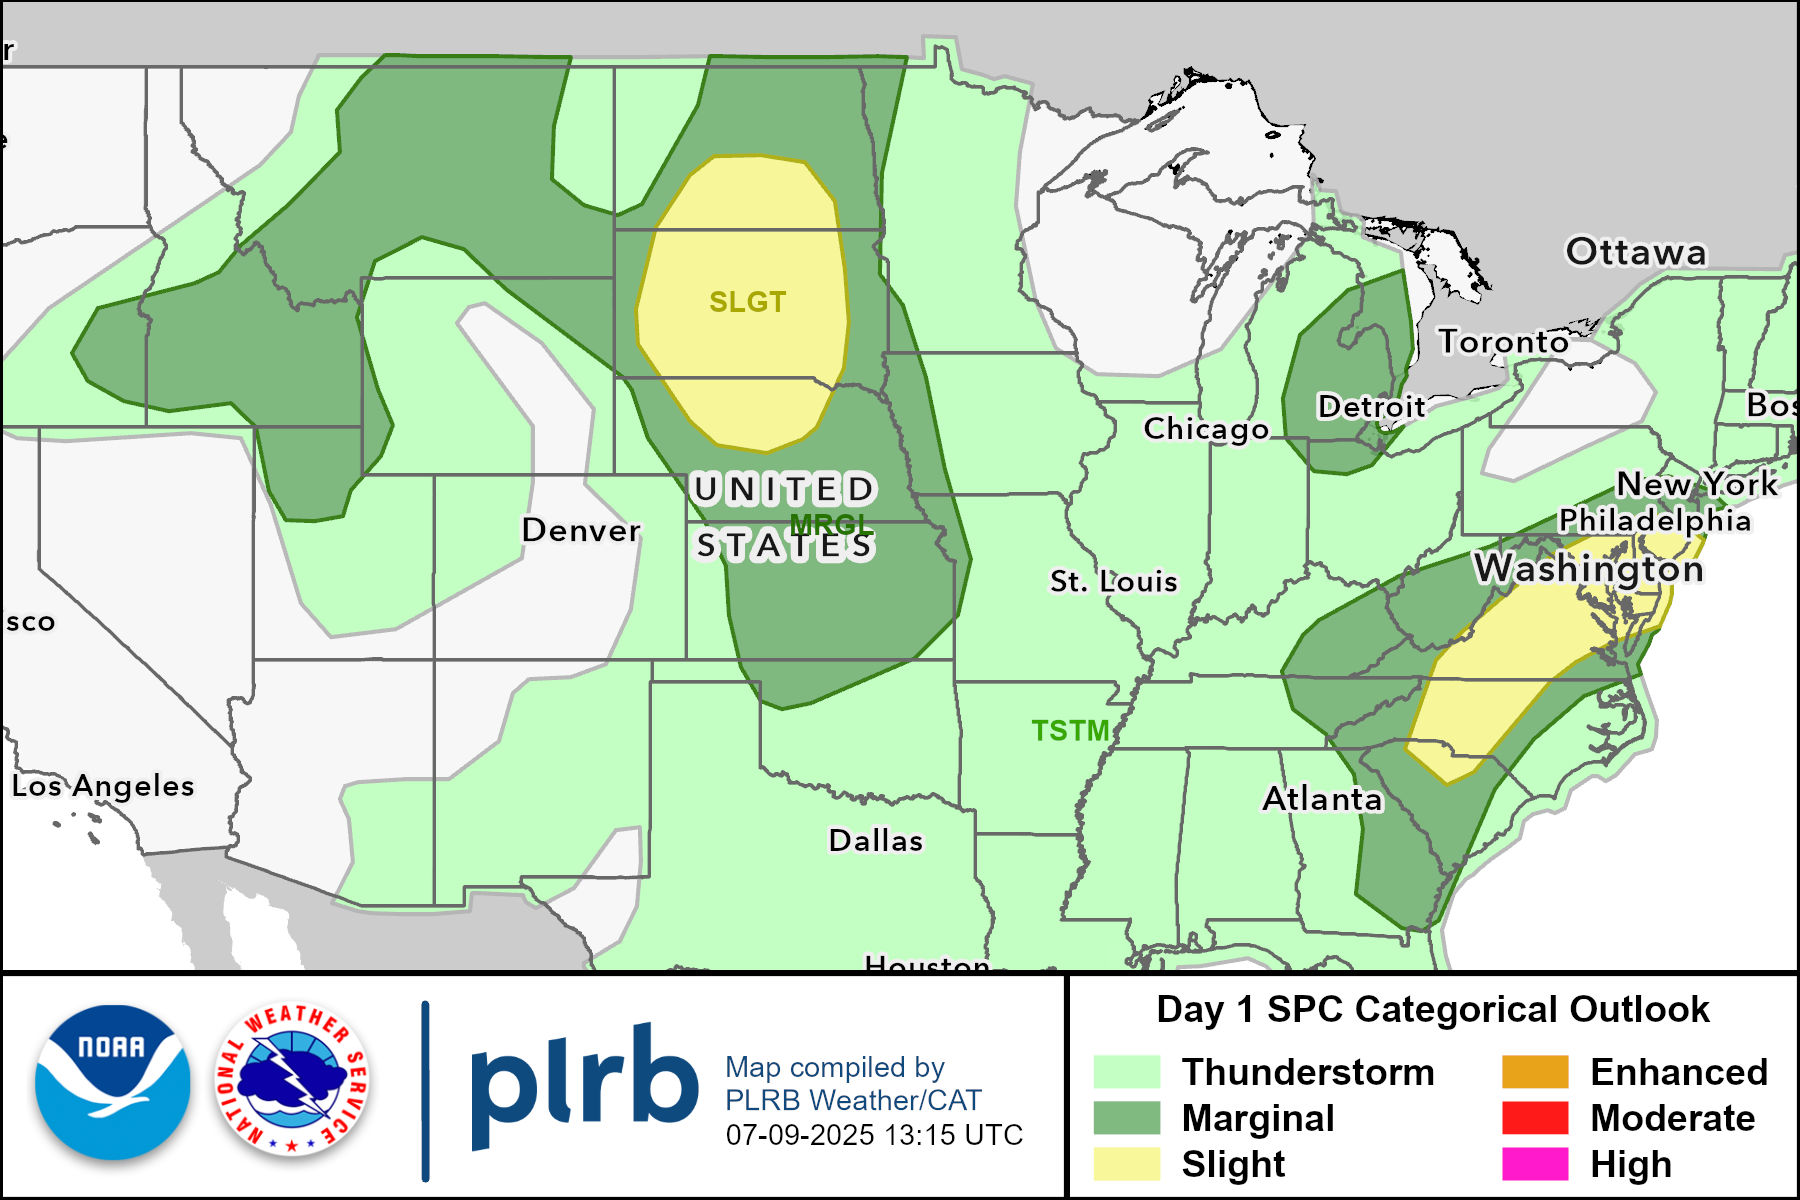 r
Ottawa
e
SLGT
Toronto
Detroit
Bos
Chicago
UNITED
New York
Denver
MRGL
Philadelphia
STATES
Washington
St. Louis
sco
TSTM
Los Angeles
Atlanta
Dallas
Houston
NOAA
NATIONAL WEATHER SERVICE
plrb
Map compiled by
PLRB Weather/CAT
07-09-2025 13:15 UTC
Day 1 SPC Categorical Outlook
Thunderstorm
Enhanced
Marginal
Moderate
Slight
High